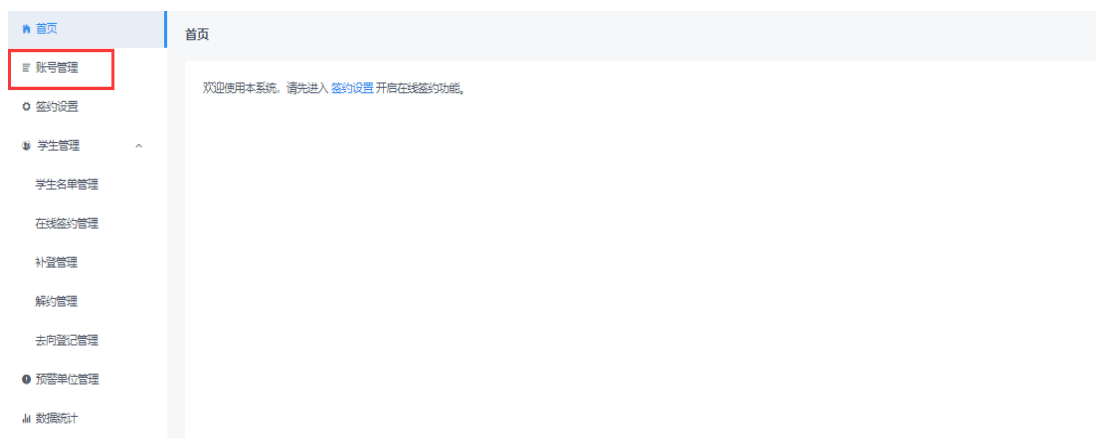 首页
账号管理
签约设置
学生管理
学生名单管理
在线签约管理
补登管理
解约管理
去向登记管理
预警单位管理
数据统计
首页
欢迎使用本系统，请先进入 签约设置 开启在线签约功能。